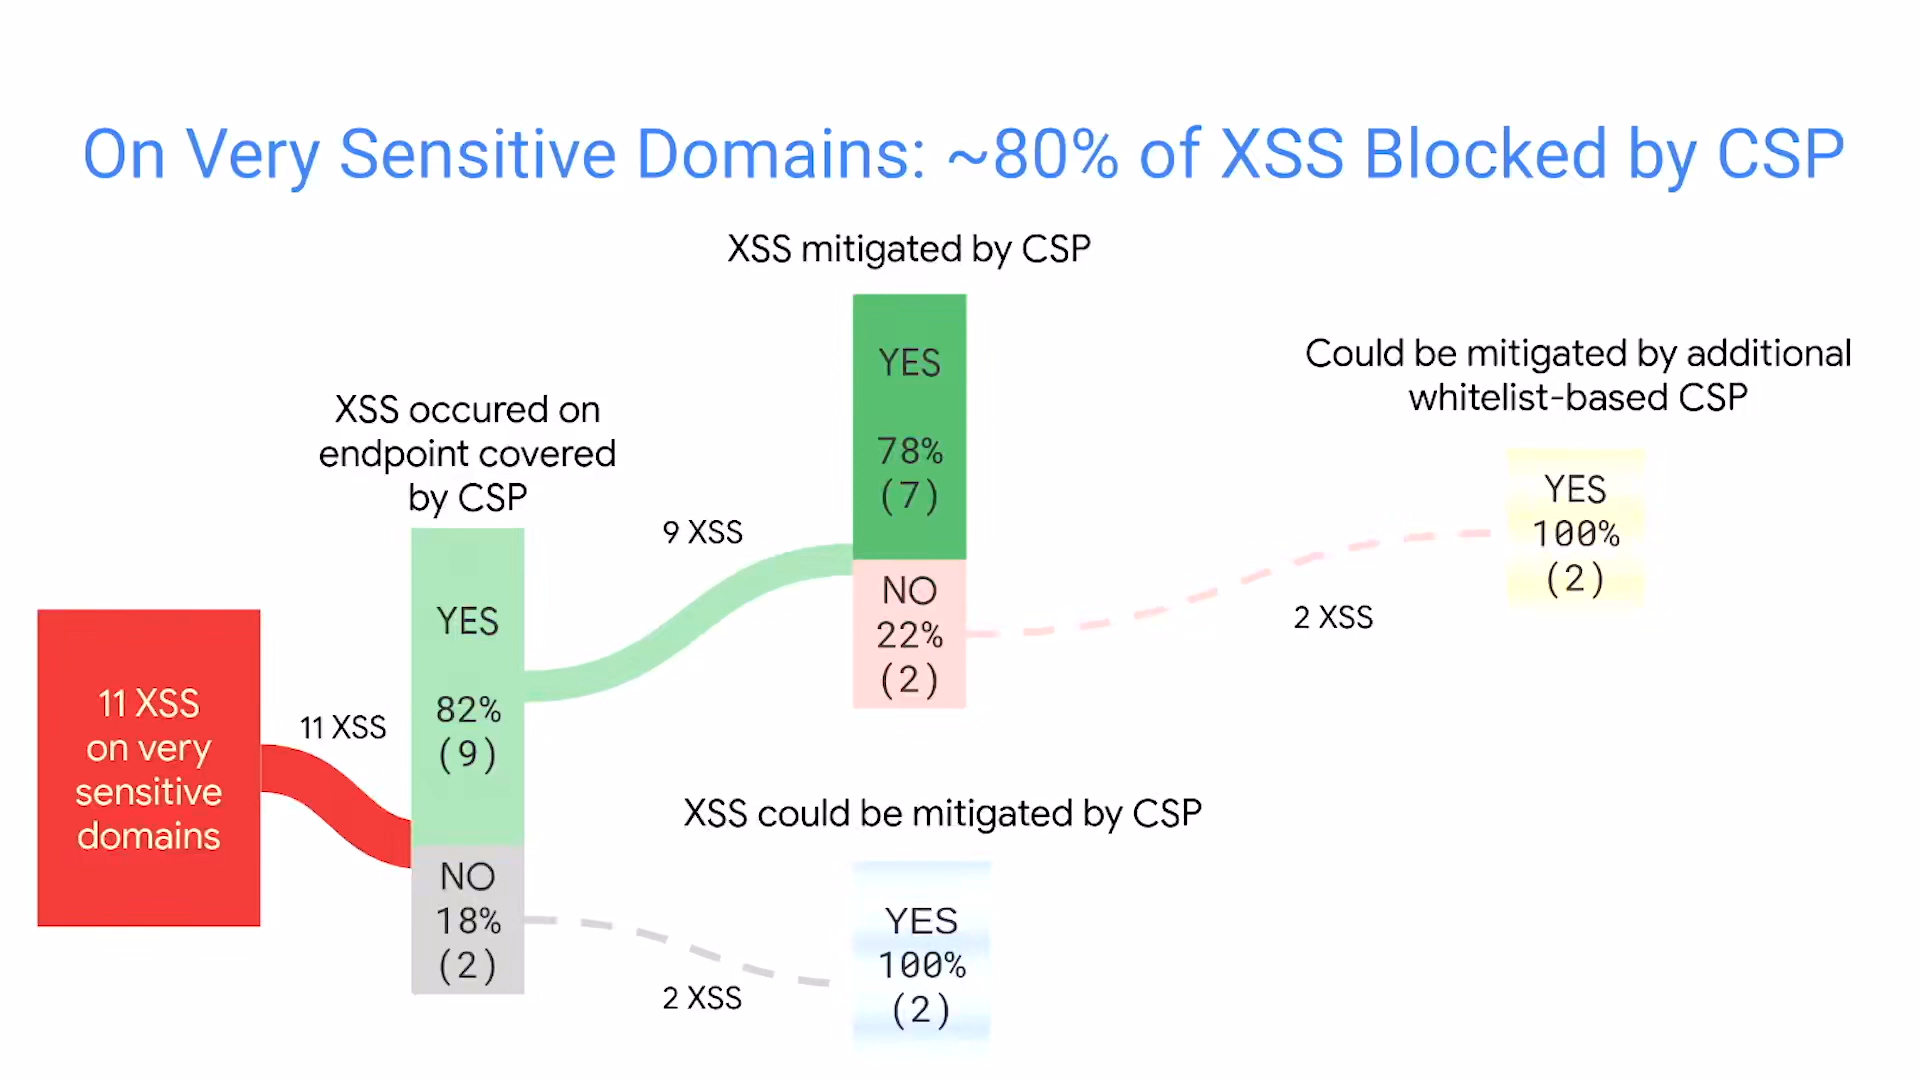 On Very Sensitive Domains: ~80% of XSS Blocked by CSP
XSS mitigated by CSP
YES
78%
(7)
NO
22%
(2)
Could be mitigated by additional
whitelist-based CSP
YES
100%
(2)
2 XSS
XSS occured on
endpoint covered
by CSP
YES
82%
(9)
NO
18%
(2)
9 XSS
11 XSS
on very
sensitive
domains
11 XSS
XSS could be mitigated by CSP
YES
100%
(2)
2 XSS